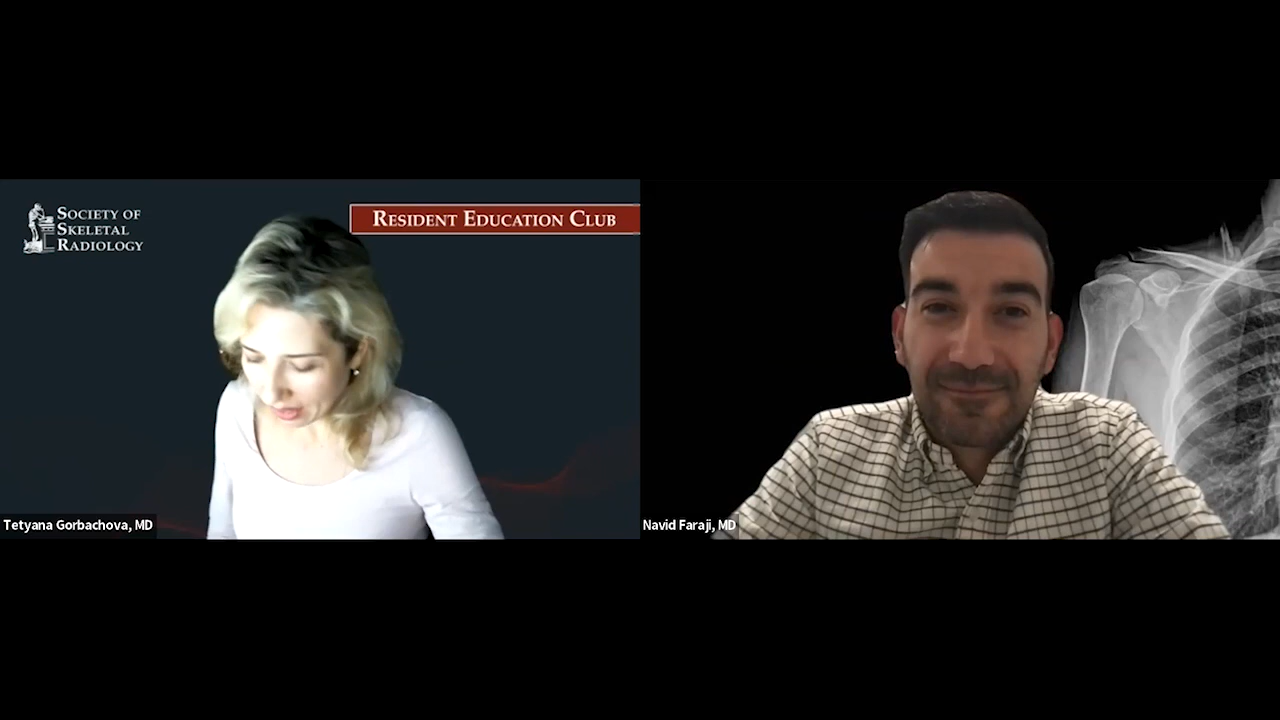 SOCIETY OF
SKELETAL
RADIOLOGY
RESIDENT EDUCATION CLUB
Tetyana Gorbachova, MD
Navid Faraji, MD